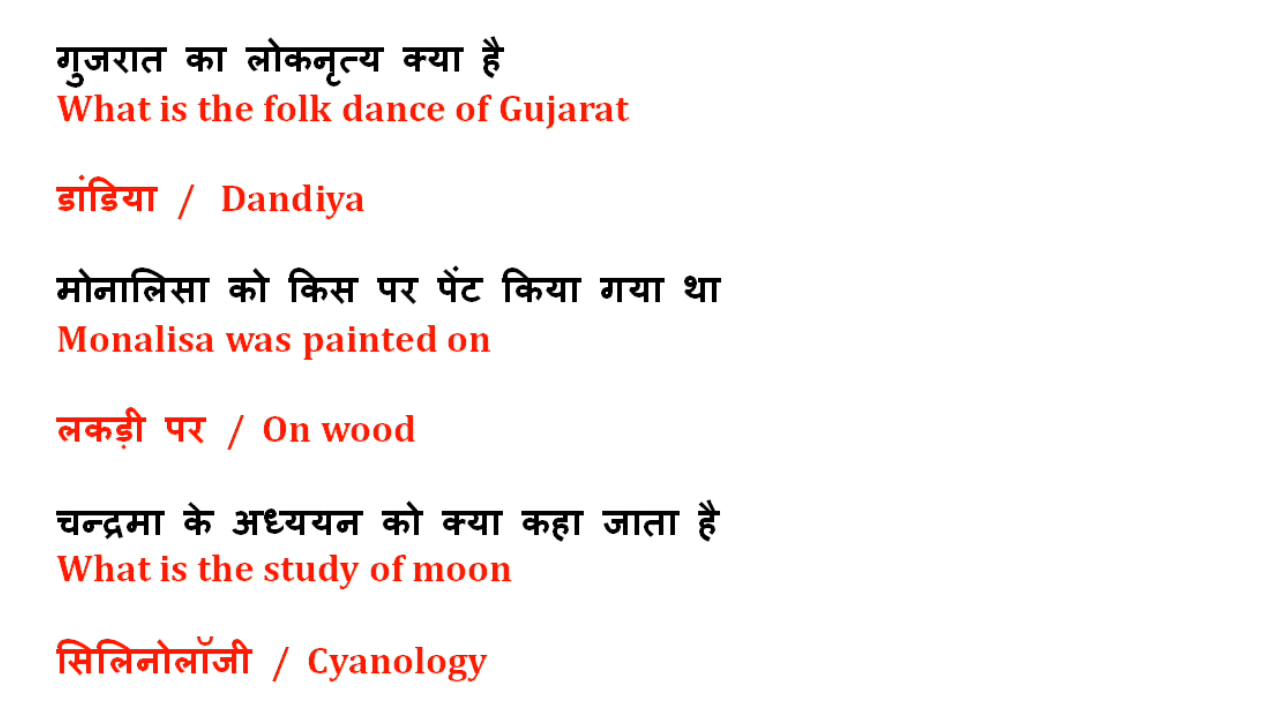 गुजरात का लोकनृत्य क्या है
What is the folk dance of Gujarat
डांडिया / Dandiya
मोनालिसा को किस पर पेंट किया गया था
Monalisa was painted on
लकड़ी पर / On wood
चन्द्रमा के अध्ययन को क्या कहा जाता है
What is the study of moon
सिलिनोलॉजी / Cyanology